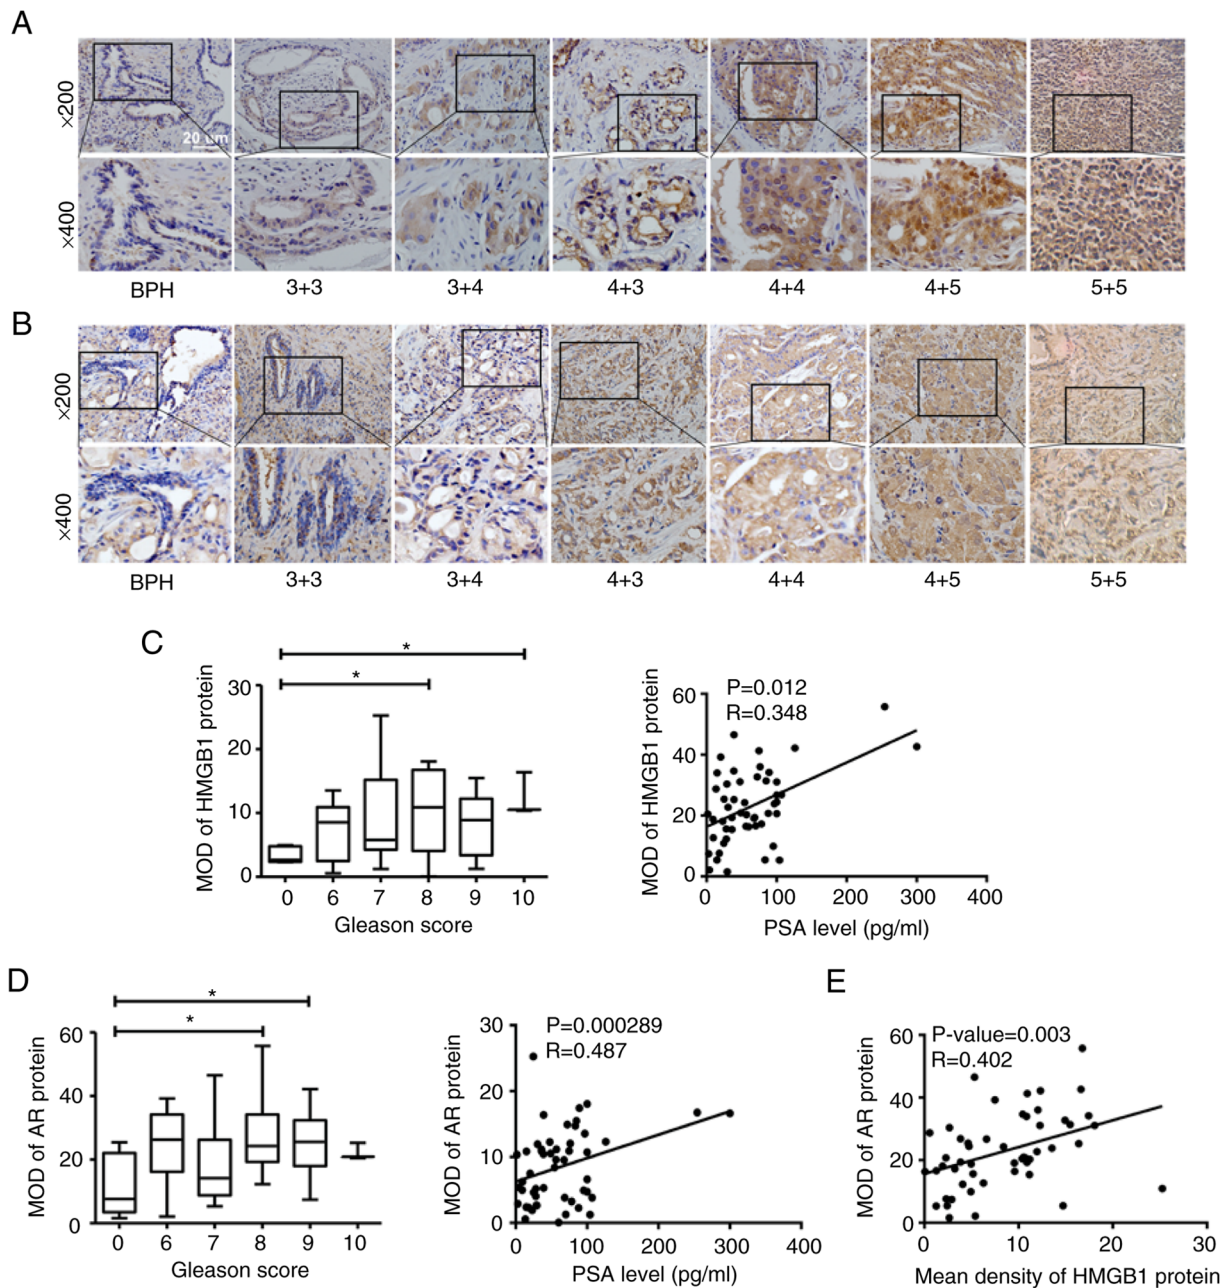 A
×200
20 um
×400
BPH 3+3 3+4 4+3 4+4 4+5 5+5
B
×200
×400
BPH 3+3 3+4 4+3 4+4 4+5 5+5
C
MOD of HMGB1 protein
30
20
10
0
* 
*
0 6 7 8 9 10
Gleason score
MOD of HMGB1 protein
60
40
20
0
P=0.012
R=0.348
0 100 200 300 400
PSA level (pg/ml)
D
MOD of AR protein
60
40
20
0
*
*
0 6 7 8 9 10
Gleason score
MOD of AR protein
30
20
10
0
P=0.000289
R=0.487
0 100 200 300 400
PSA level (pg/ml)
E
MOD of AR protein
60
40
20
0
P-value=0.003
R=0.402
0 10 20 30
Mean density of HMGB1 protein